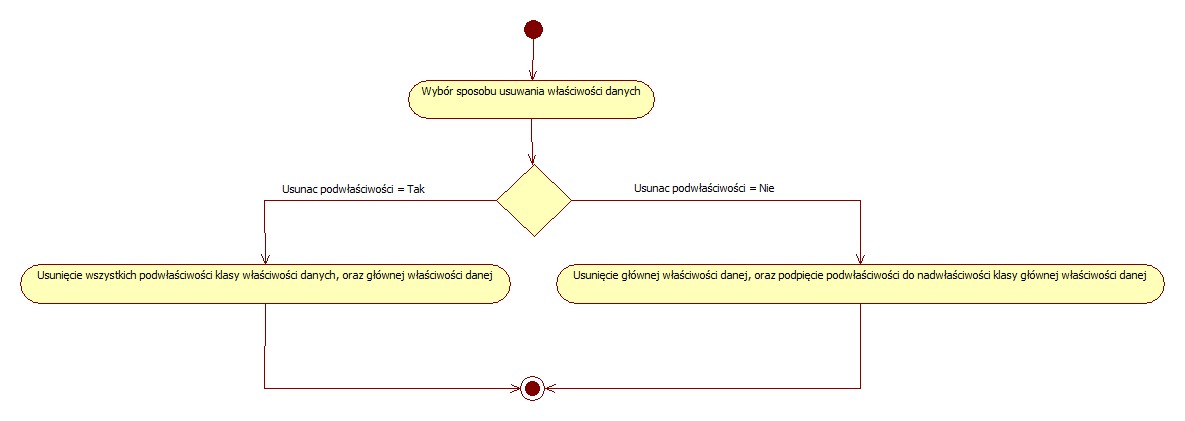 Wybór sposobu usuwania właściwości danych
Usunac podwłaściwości = Tak
Usunac podwłaściwości = Nie
Usunięcie wszystkich podwłaściwości klasy właściwości danych, oraz głównej właściwości danej
Usunięcie głównej właściwości danej, oraz podpięcie podwłaściwości do nadwłaściwości klasy głównej właściwości danej